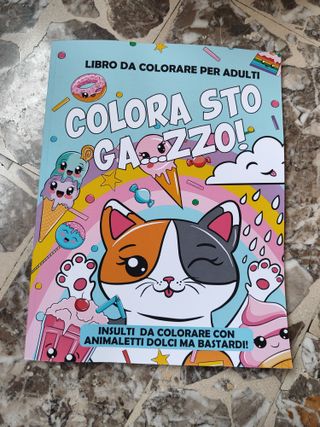 LIBRO DA COLORARE PER ADULTI
COLORA STO
GA...ZZO!
INSULTI DA COLORARE CON
ANIMALETTI DOLCI MA BASTARDI!